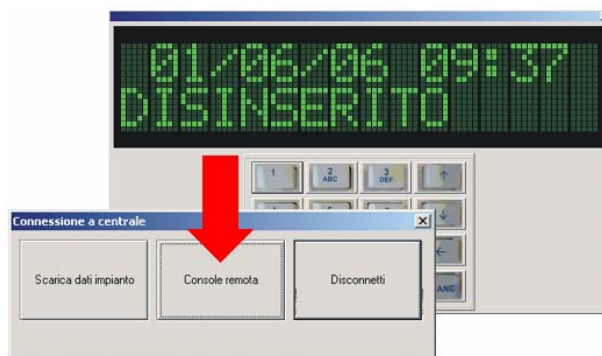 01/06/06 09:37
DISINSERITO
1
2
ABC
3
DEF
↑
↓
Connessione a centrale
←
Scarica dati impianto
Console remota
Disconnetti
ANC